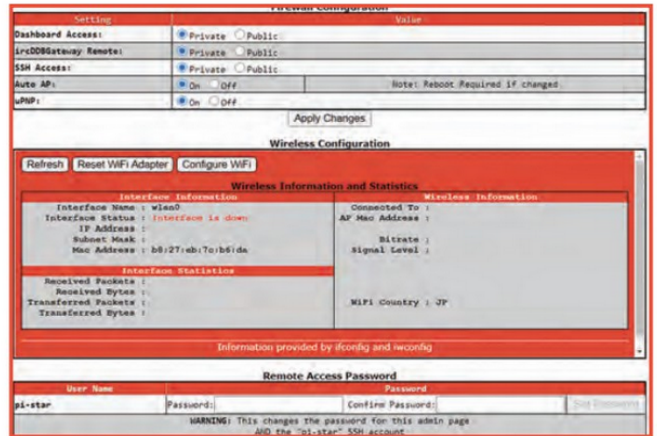 Firewall Configuration
Setting Value
Dashboard Access: Private Public
ircDDBGateway Remote: Private Public
SSH Access: Private Public
Auto AP: On Off Note: Reboot Required if changed
uPNP: On Off
Apply Changes
Wireless Configuration
Refresh Reset WiFi Adapter Configure WiFi
Wireless Information and Statistics
Interface Information Wireless Information
Interface Name : wlan0 Connected To :
Interface Status : Interface is down AP Mac Address :
IP Address :
Subnet Mask : Bitrate :
Mac Address : b8:27:eb:7c:b6:da Signal Level :
Interface Statistics
Received Packets :
Received Bytes :
Transferred Packets : WiFi Country : JP
Transferred Bytes :
Information provided by ifconfig and iwconfig
Remote Access Password
User Name Password
pi-star Password: Confirm Password: Set Password
WARNING: This changes the password for this admin page
AND the "pi-star" SSH account